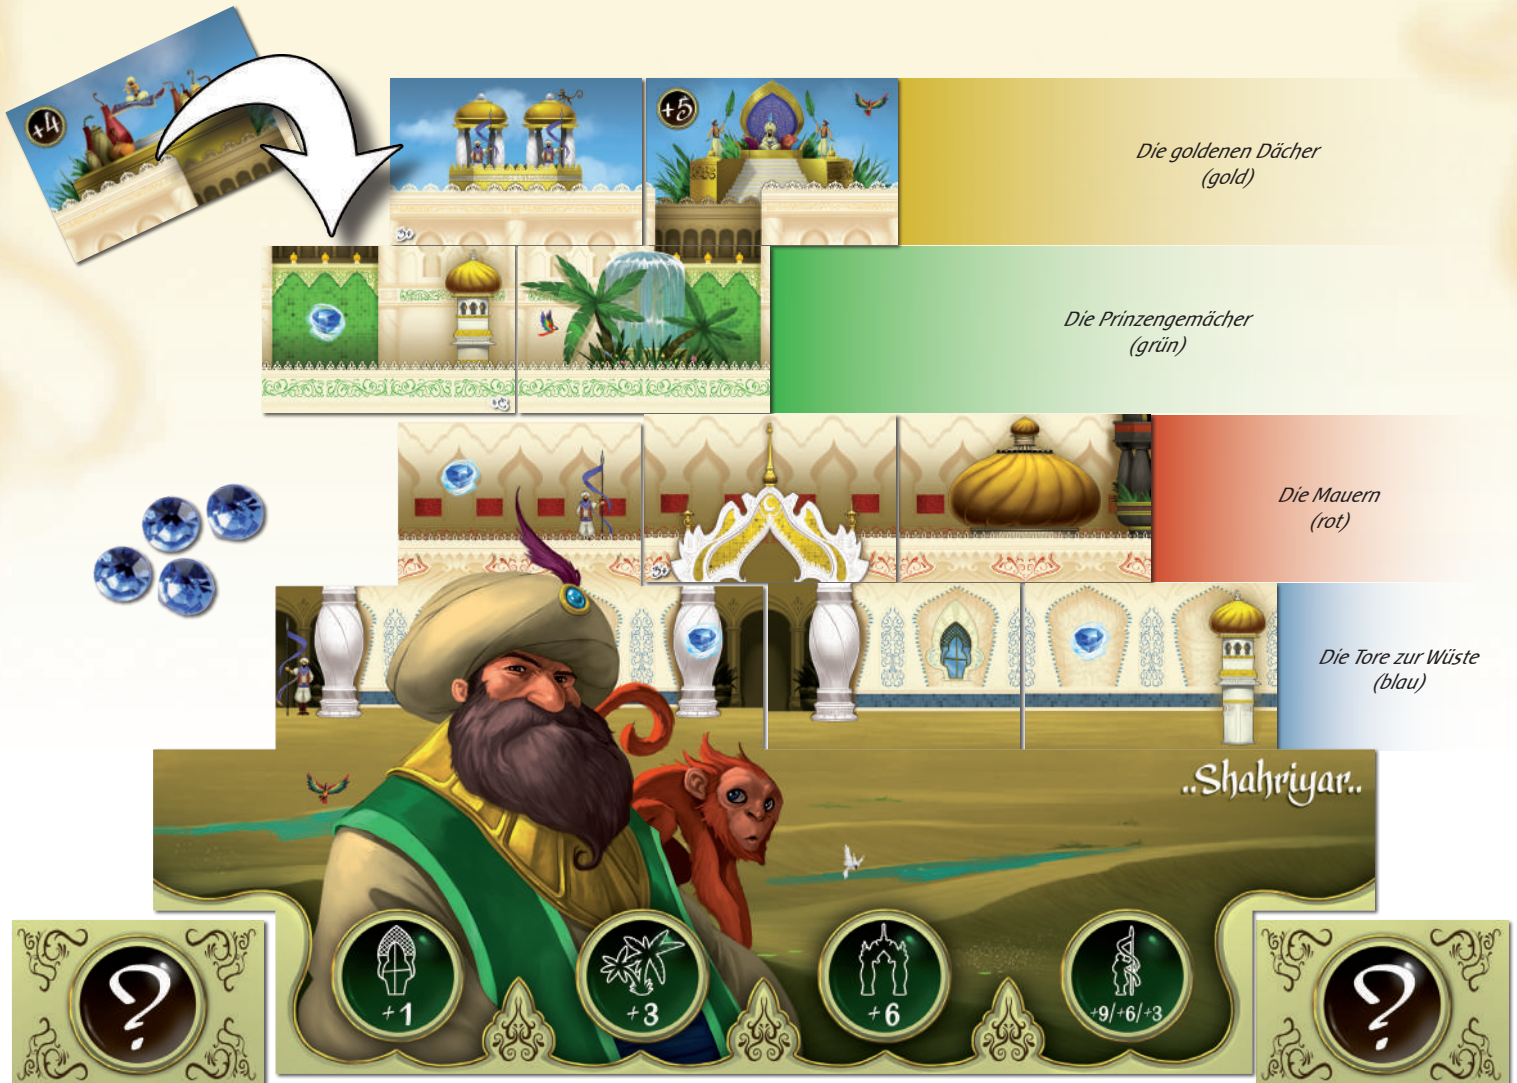 +4
+5
Die goldenen Dächer
(gold)
Die Prinzengemächer
(grün)
Die Mauern
(rot)
Die Tore zur Wüste
(blau)
..Shahriyar..
?
+1
+3
+6
+9/+6/+3
?